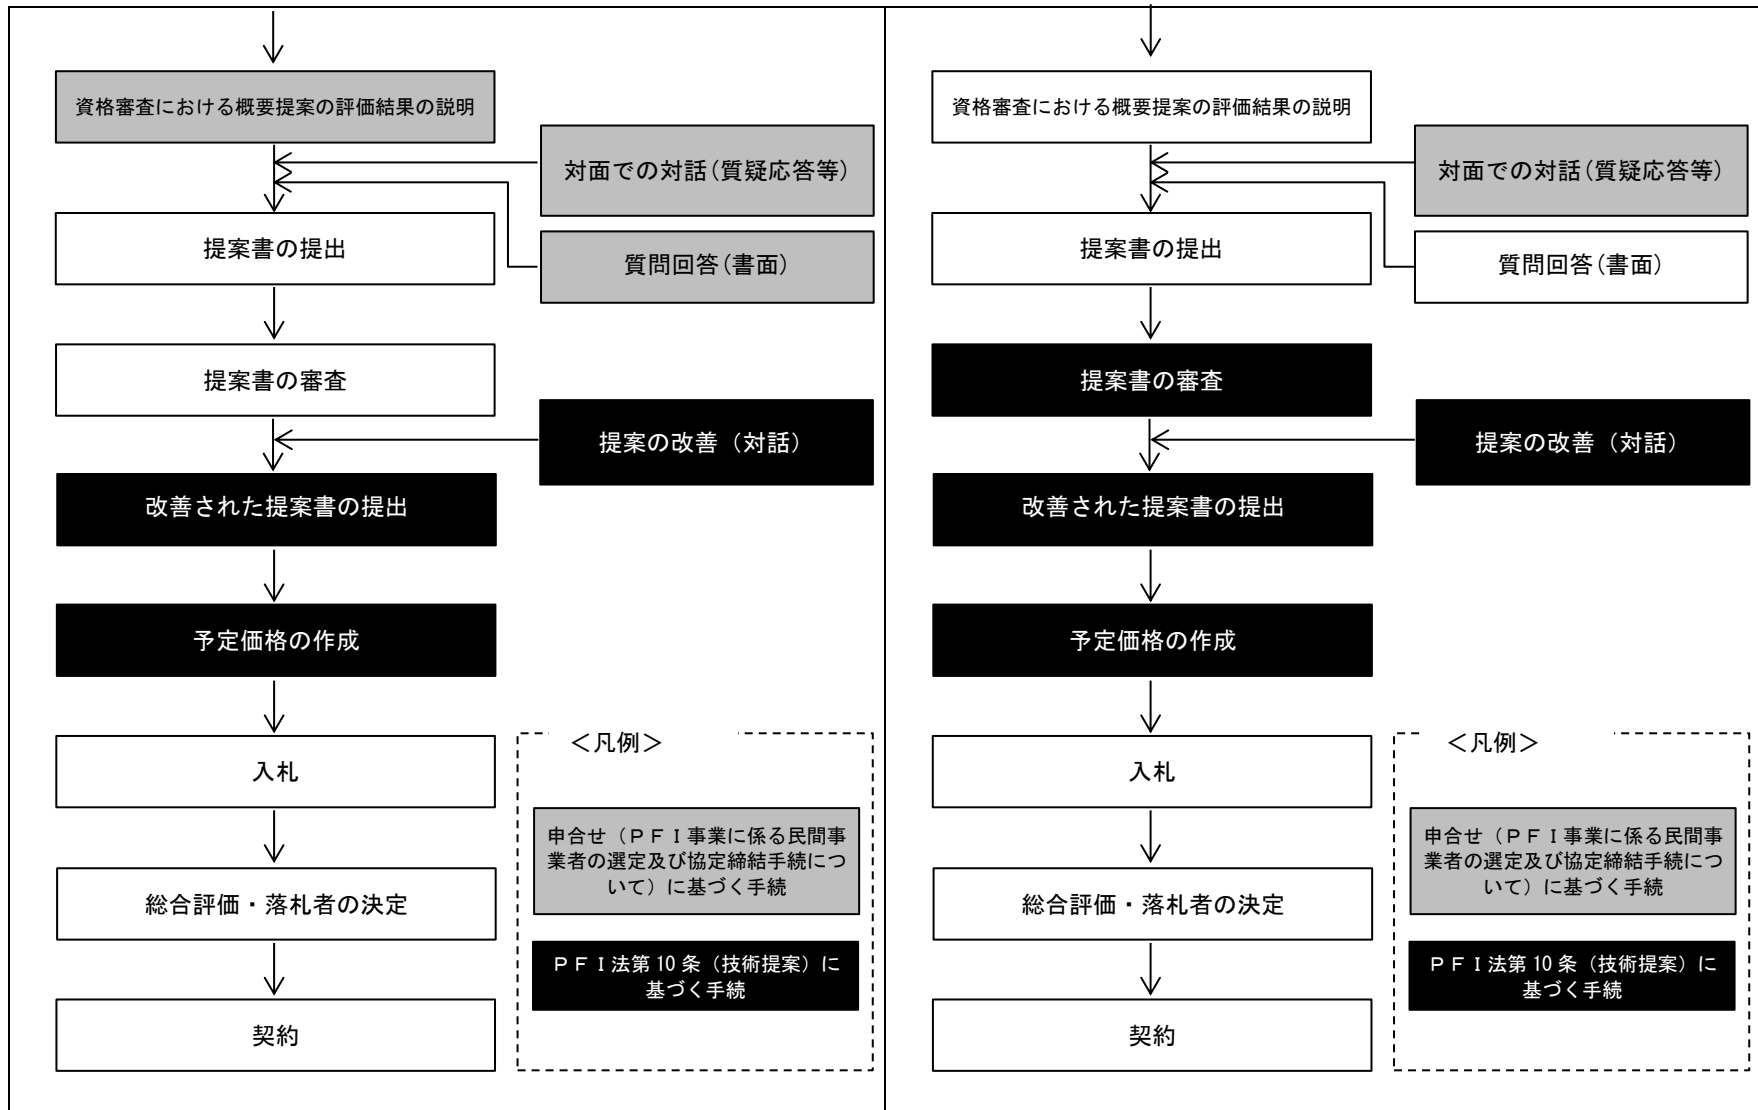 資格審査における概要提案の評価結果の説明
対面での対話(質疑応答等)
提案書の提出
質問回答(書面)
提案書の審査
提案の改善（対話）
改善された提案書の提出
予定価格の作成
入札
総合評価・落札者の決定
契約
＜凡例＞
申合せ（ＰＦＩ事業に係る民間事
業者の選定及び協定締結手続につ
いて）に基づく手続
ＰＦＩ法第10条（技術提案）に
基づく手続
資格審査における概要提案の評価結果の説明
対面での対話(質疑応答等)
提案書の提出
質問回答(書面)
提案書の審査
提案の改善（対話）
改善された提案書の提出
予定価格の作成
入札
総合評価・落札者の決定
契約
＜凡例＞
申合せ（ＰＦＩ事業に係る民間事
業者の選定及び協定締結手続につ
いて）に基づく手続
ＰＦＩ法第10条（技術提案）に
基づく手続